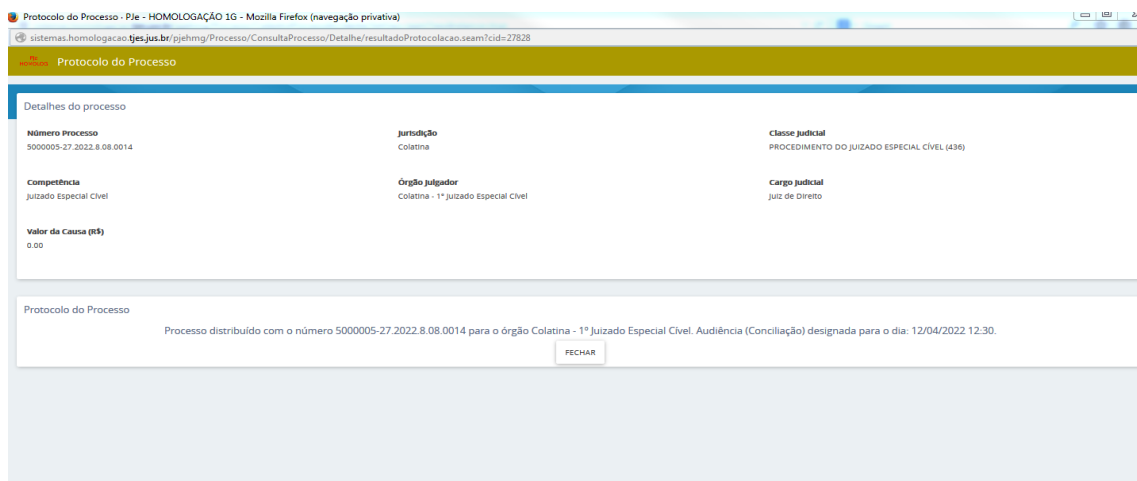 Protocolo do Processo · PJe - HOMOLOGAÇÃO 1G - Mozilla Firefox (navegação privativa)
sistemas.homologacao.tjes.jus.br/pjehmg/Processo/ConsultaProcesso/Detalhe/resultadoProtocolacao.seam?cid=27828
PJe
HOMOLOG
Protocolo do Processo
Detalhes do processo
Número Processo Jurisdição Classe Judicial
5000005-27.2022.8.08.0014 Colatina PROCEDIMENTO DO JUIZADO ESPECIAL CÍVEL (436)
Competência Órgão Julgador Cargo Judicial
Juizado Especial Cível Colatina - 1º Juizado Especial Cível Juiz de Direito
Valor da Causa (R$)
0.00
Protocolo do Processo
Processo distribuído com o número 5000005-27.2022.8.08.0014 para o órgão Colatina - 1º Juizado Especial Cível. Audiência (Conciliação) designada para o dia: 12/04/2022 12:30.
FECHAR